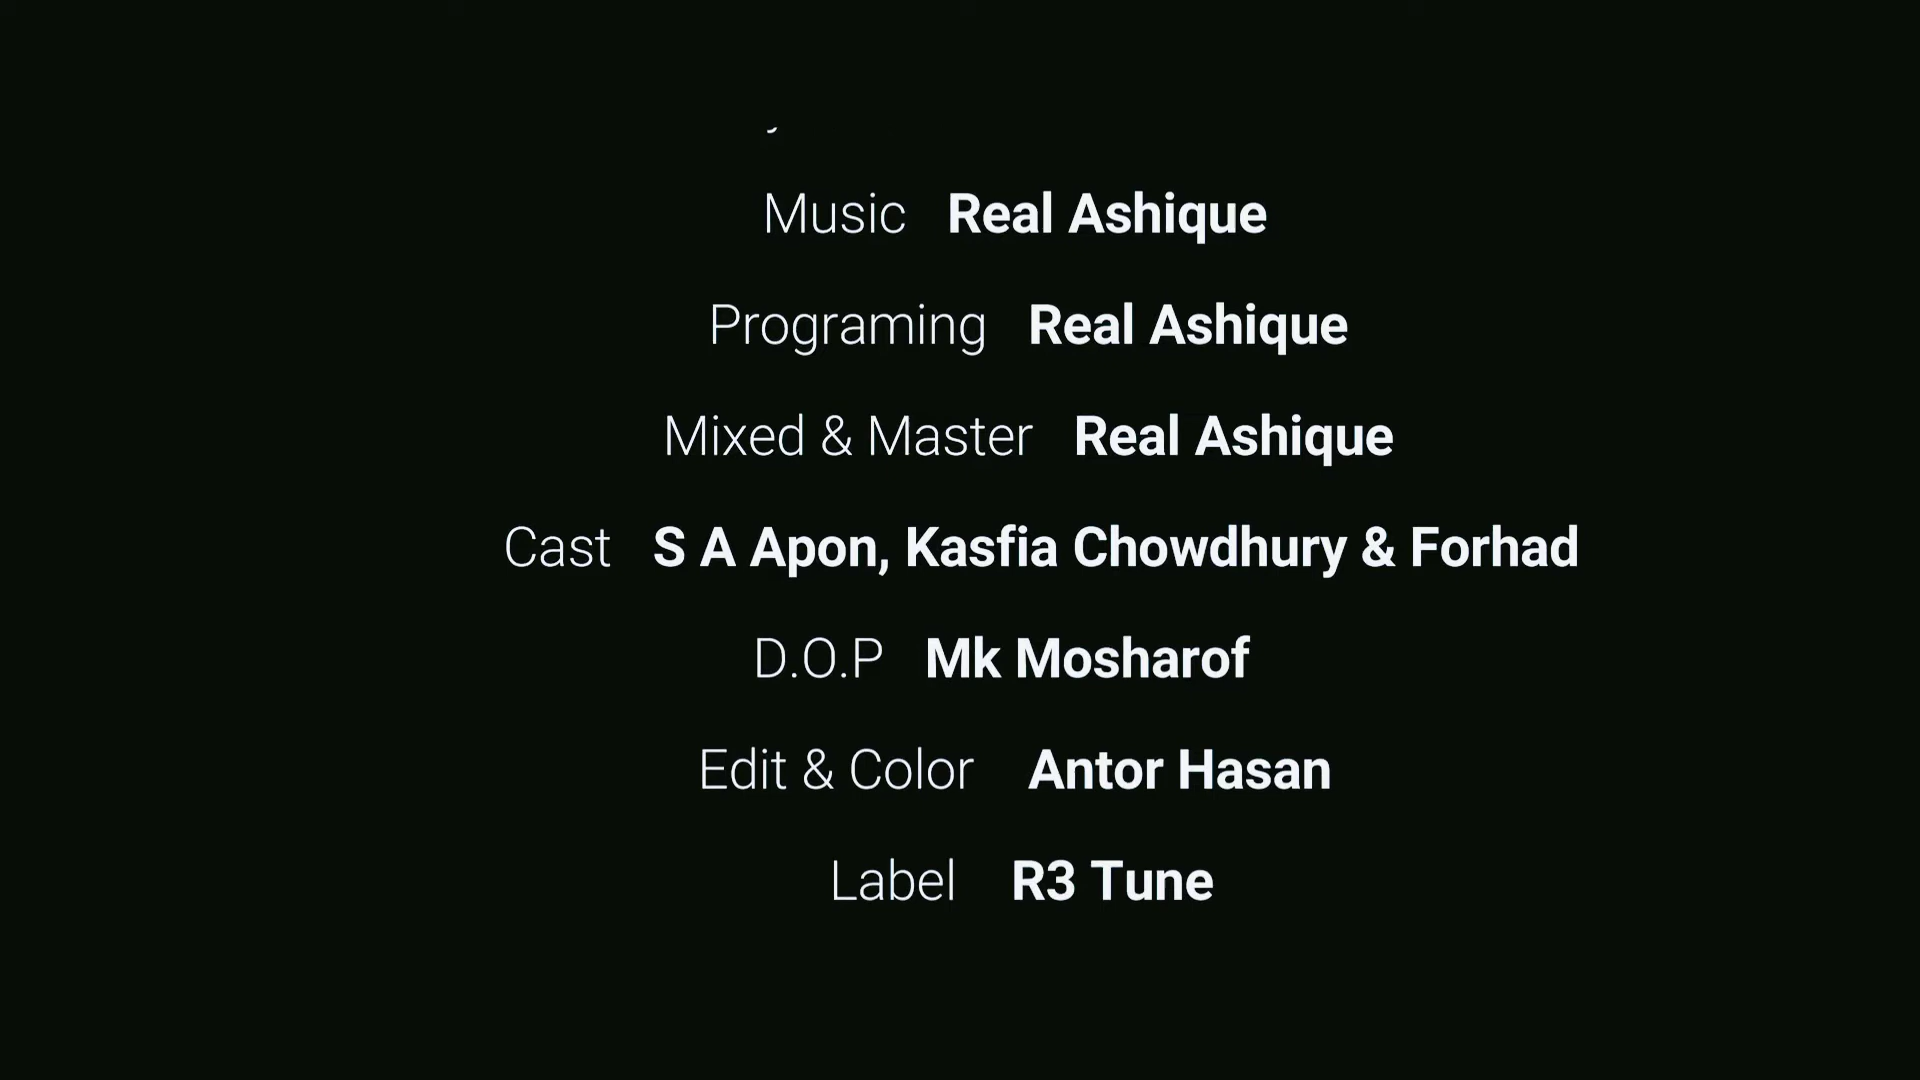 Music Real Ashique
Programing Real Ashique
Mixed & Master Real Ashique
Cast S A Apon, Kasfia Chowdhury & Forhad
D.O.P Mk Mosharof
Edit & Color Antor Hasan
Label R3 Tune